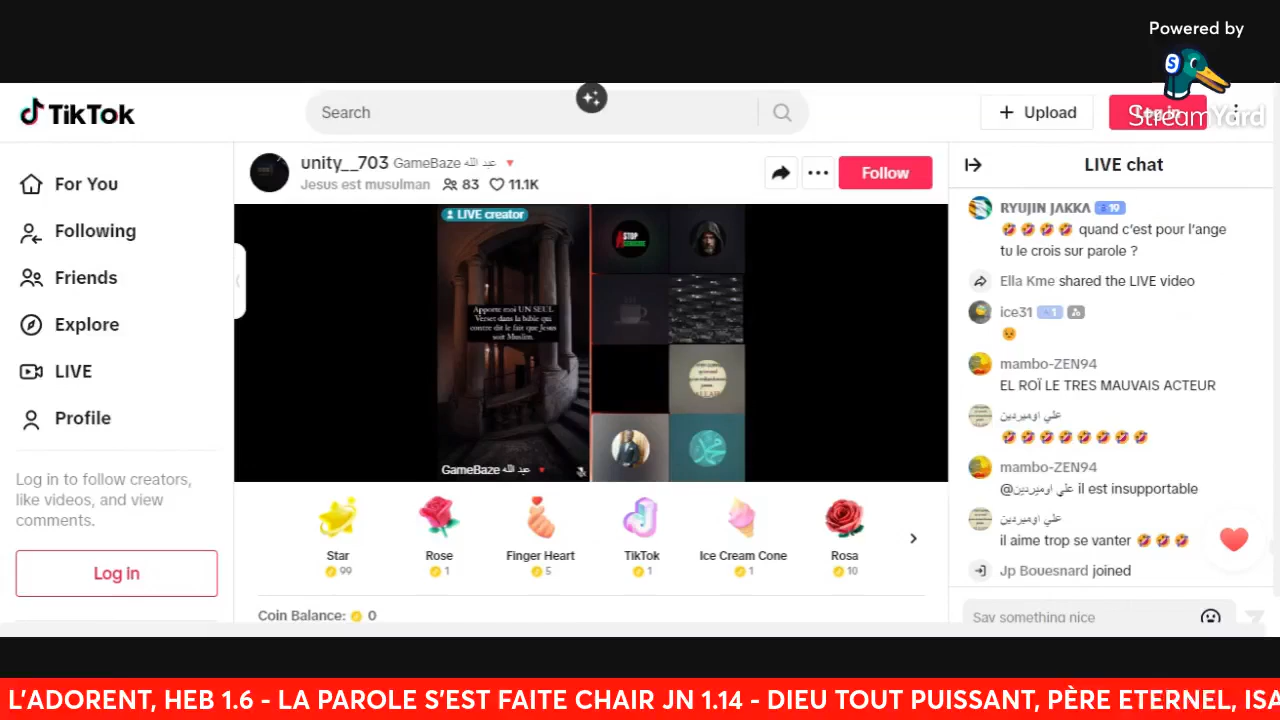 Powered by
StreamYard
TikTok
Search
Upload
Log in
For You
Following
Friends
Explore
LIVE
Profile
Log in to follow creators,
like videos, and view
comments.
Log in
unity__703 GameBaze عبد الله 🔻
Jesus est musulman 83 11.1K
Follow
LIVE creator
STOP
Apporte moi UN SEUL
Verset dans la bible qui
contre dit le fait que Jesus
soit Muslim.
GameBaze عبد الله 🔻
Star
99
Rose
1
Finger Heart
5
TikTok
1
Ice Cream Cone
1
Rosa
10
Coin Balance: 0
LIVE chat
RYUJIN JAKKA 19
🤣 🤣 🤣 🤣 quand c’est pour l’ange
tu le crois sur parole ?
Ella Kme shared the LIVE video
ice31 1
😠
mambo-ZEN94
EL ROÏ LE TRES MAUVAIS ACTEUR
علي اوميردين
🤣 🤣 🤣 🤣 🤣 🤣 🤣 🤣
mambo-ZEN94
@علي اوميردين il est insupportable
علي اوميردين
il aime trop se vanter 🤣 🤣 🤣
Jp Bouesnard joined
Say something nice
L’ADORENT, HEB 1.6 - LA PAROLE S’EST FAITE CHAIR JN 1.14 - DIEU TOUT PUISSANT, PÈRE ETERNEL, ISA